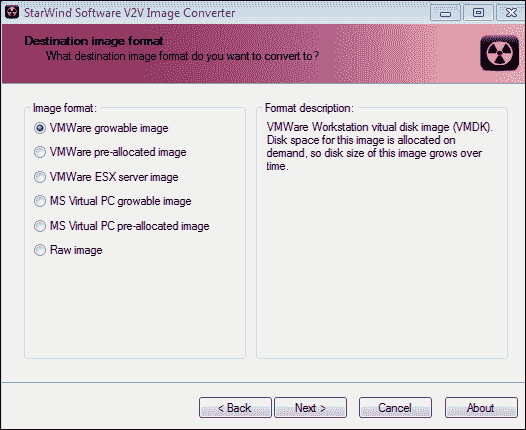 StarWind Software V2V Image Converter
Destination image format
What destination image format do you want to convert to?
Image format:
VMWare growable image
VMWare pre-allocated image
VMWare ESX server image
MS Virtual PC growable image
MS Virtual PC pre-allocated image
Raw image
Format description:
VMWare Workstation vitual disk image (VMDK).
Disk space for this image is allocated on
demand, so disk size of this image grows over
time.
< Back
Next >
Cancel
About